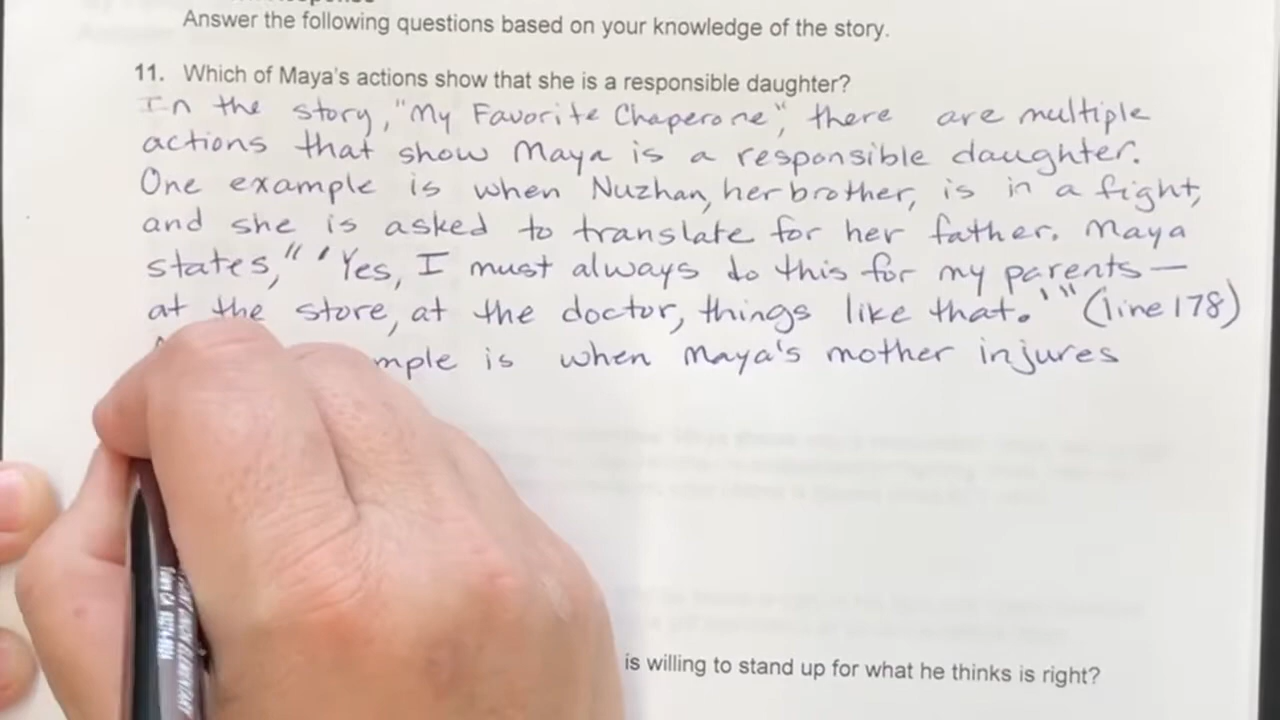 Answer the following questions based on your knowledge of the story.
11. Which of Maya's actions show that she is a responsible daughter?
In the story, "My Favorite Chaperone", there are multiple
actions that show Maya is a responsible daughter.
One example is when Nuzhan, her brother, is in a fight,
and she is asked to translate for her father. Maya
states, "'Yes, I must always do this for my parents—
at the store, at the doctor, things like that.'" (line 178)
mple is when Maya's mother injures
is willing to stand up for what he thinks is right?